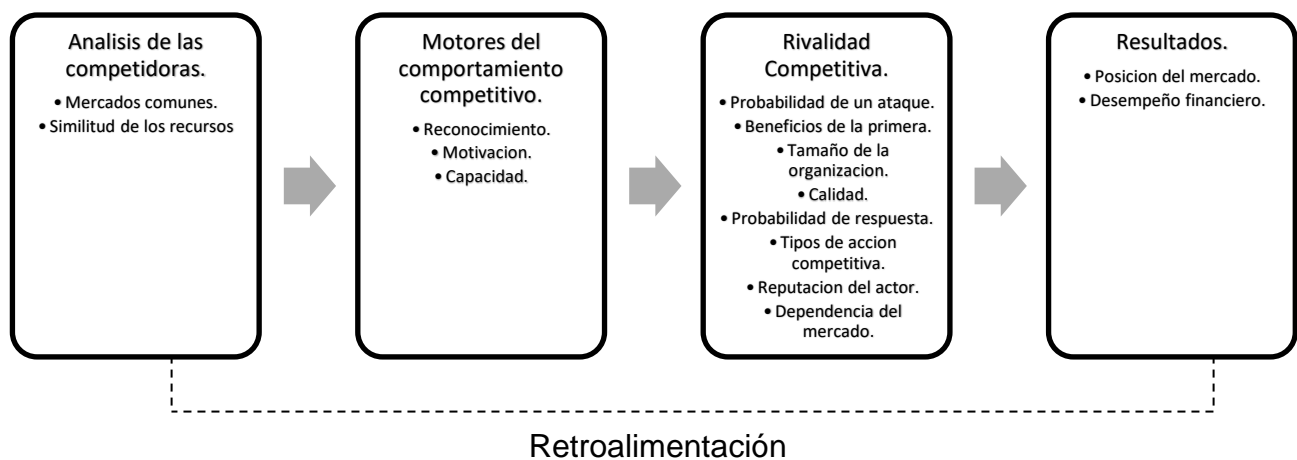 Analisis de las
competidoras.
• Mercados comunes.
• Similitud de los recursos
Motores del
comportamiento
competitivo.
• Reconocimiento.
• Motivacion.
• Capacidad.
Rivalidad
Competitiva.
• Probabilidad de un ataque.
• Beneficios de la primera.
• Tamaño de la
organizacion.
• Calidad.
• Probabilidad de respuesta.
• Tipos de accion
competitiva.
• Reputacion del actor.
• Dependencia del
mercado.
Resultados.
• Posicion del mercado.
• Desempeño financiero.
Retroalimentación